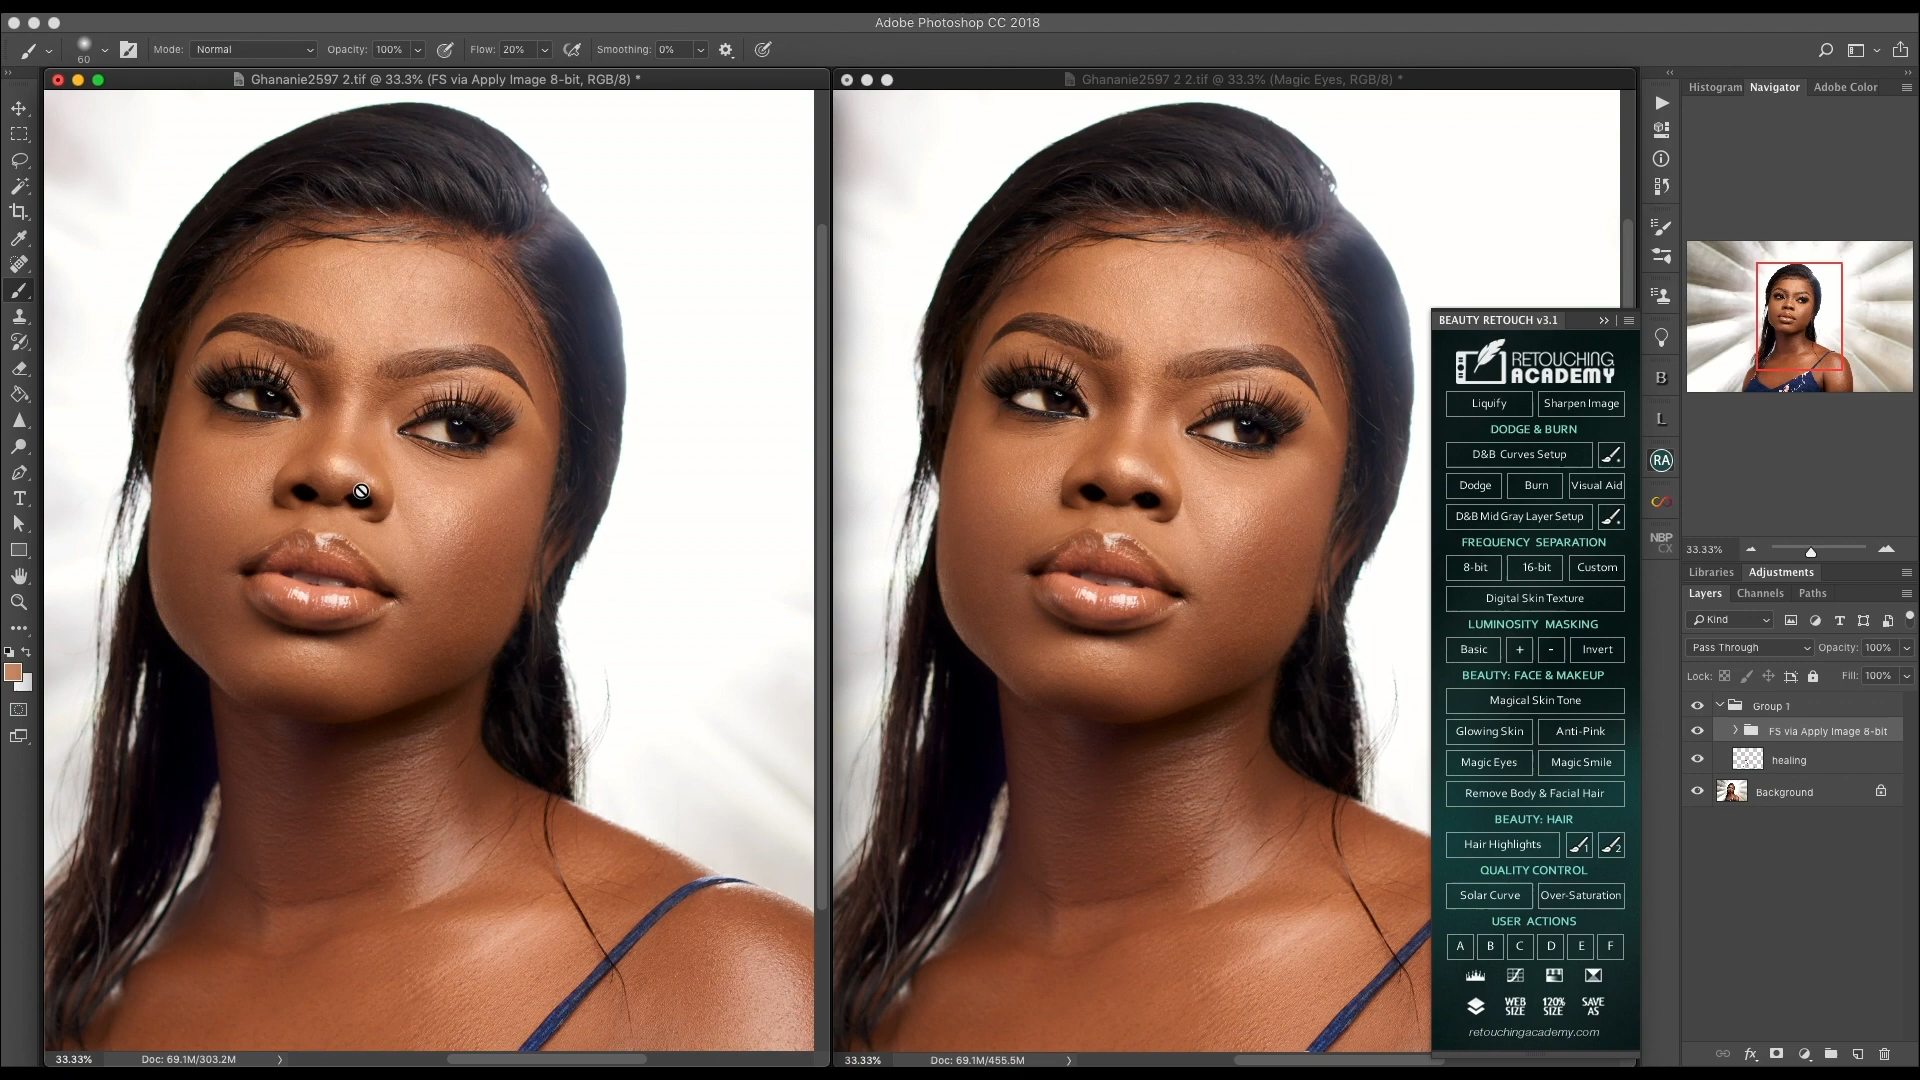 Adobe Photoshop CC 2018
60
Mode: Normal
Opacity: 100%
Flow: 20%
Smoothing: 0%
Ghananie2597 2.tif @ 33.3% (FS via Apply Image 8-bit, RGB/8) *
Ghananie2597 2 2.tif @ 33.3% (Magic Eyes, RGB/8) *
BEAUTY RETOUCH v3.1
RETOUCHING
ACADEMY
Liquify Sharpen Image
DODGE & BURN
D&B Curves Setup
Dodge Burn Visual Aid
D&B Mid Gray Layer Setup
FREQUENCY SEPARATION
8-bit 16-bit Custom
Digital Skin Texture
LUMINOSITY MASKING
Basic + - Invert
BEAUTY: FACE & MAKEUP
Magical Skin Tone
Glowing Skin Anti-Pink
Magic Eyes Magic Smile
Remove Body & Facial Hair
BEAUTY: HAIR
Hair Highlights 1 2
QUALITY CONTROL
Solar Curve Over-Saturation
USER ACTIONS
A B C D E F
WEB SIZE 120% SIZE SAVE AS
retouchingacademy.com
B
L
RA
NBP
CX
Histogram Navigator Adobe Color
33.33%
Libraries Adjustments
Layers Channels Paths
Kind
Pass Through Opacity: 100%
Lock: Fill: 100%
Group 1
FS via Apply Image 8-bit
healing
Background
fx
33.33% Doc: 69.1M/303.2M
33.33% Doc: 69.1M/455.5M